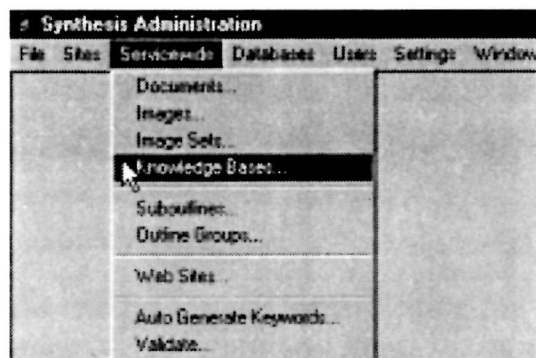 Synthesis Administration
File Sites Servicewide Databases Users Settings Window
Documents...
Images...
Image Sets...
Knowledge Bases...
Suboutlines...
Outline Groups...
Web Sites...
Auto Generate Keywords...
Validate...